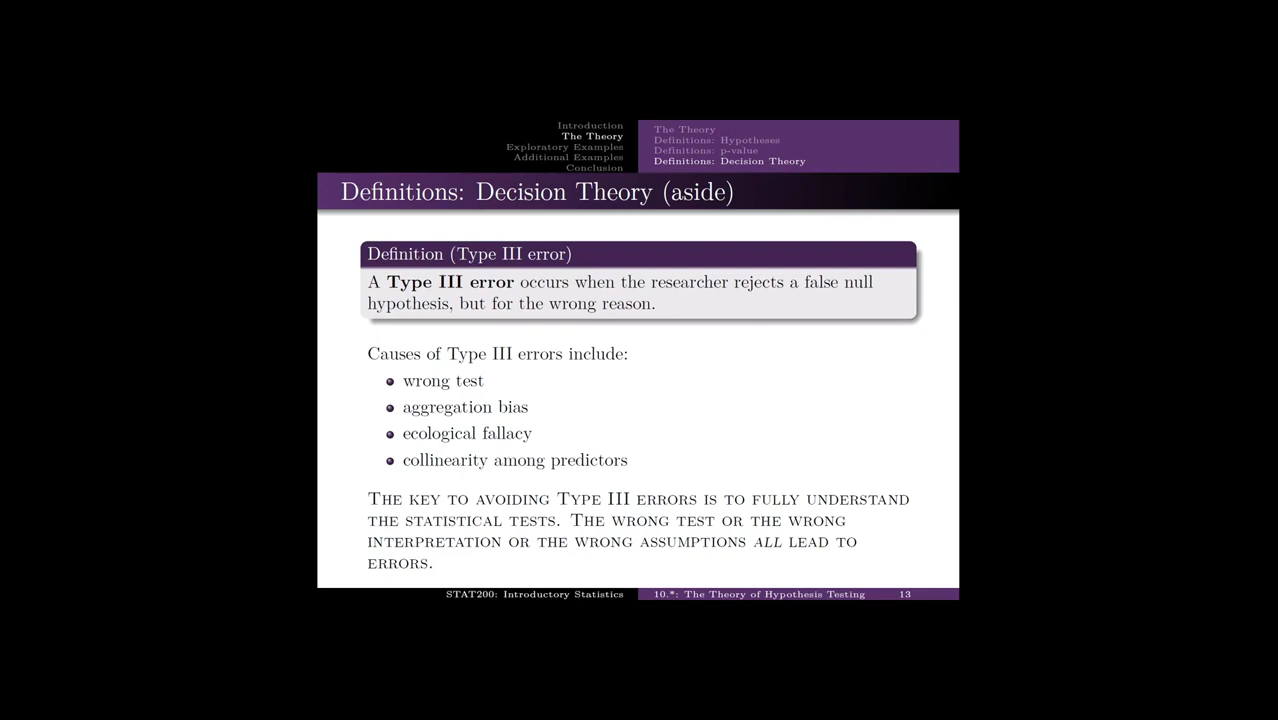 Introduction
The Theory
Exploratory Examples
Additional Examples
Conclusion
The Theory
Definitions: Hypotheses
Definitions: p-value
Definitions: Decision Theory
Definitions: Decision Theory (aside)
Definition (Type III error)
A Type III error occurs when the researcher rejects a false null
hypothesis, but for the wrong reason.
Causes of Type III errors include:
wrong test
aggregation bias
ecological fallacy
collinearity among predictors
The key to avoiding Type III errors is to fully understand
the statistical tests. The wrong test or the wrong
interpretation or the wrong assumptions all lead to
errors.
STAT200: Introductory Statistics
10.*: The Theory of Hypothesis Testing 13